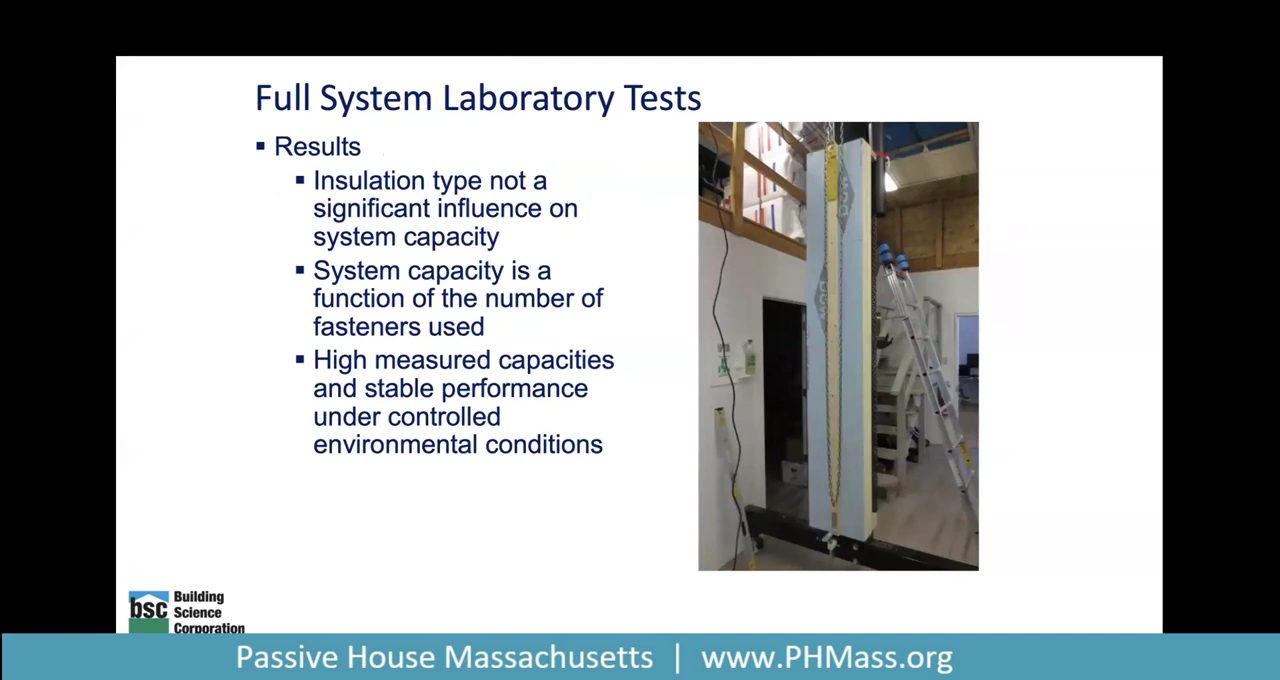 Full System Laboratory Tests
▪ Results
▪ Insulation type not a
significant influence on
system capacity
▪ System capacity is a
function of the number of
fasteners used
▪ High measured capacities
and stable performance
under controlled
environmental conditions
DOW
DOW
bsc
Building
Science
Corporation
Passive House Massachusetts | www.PHMass.org